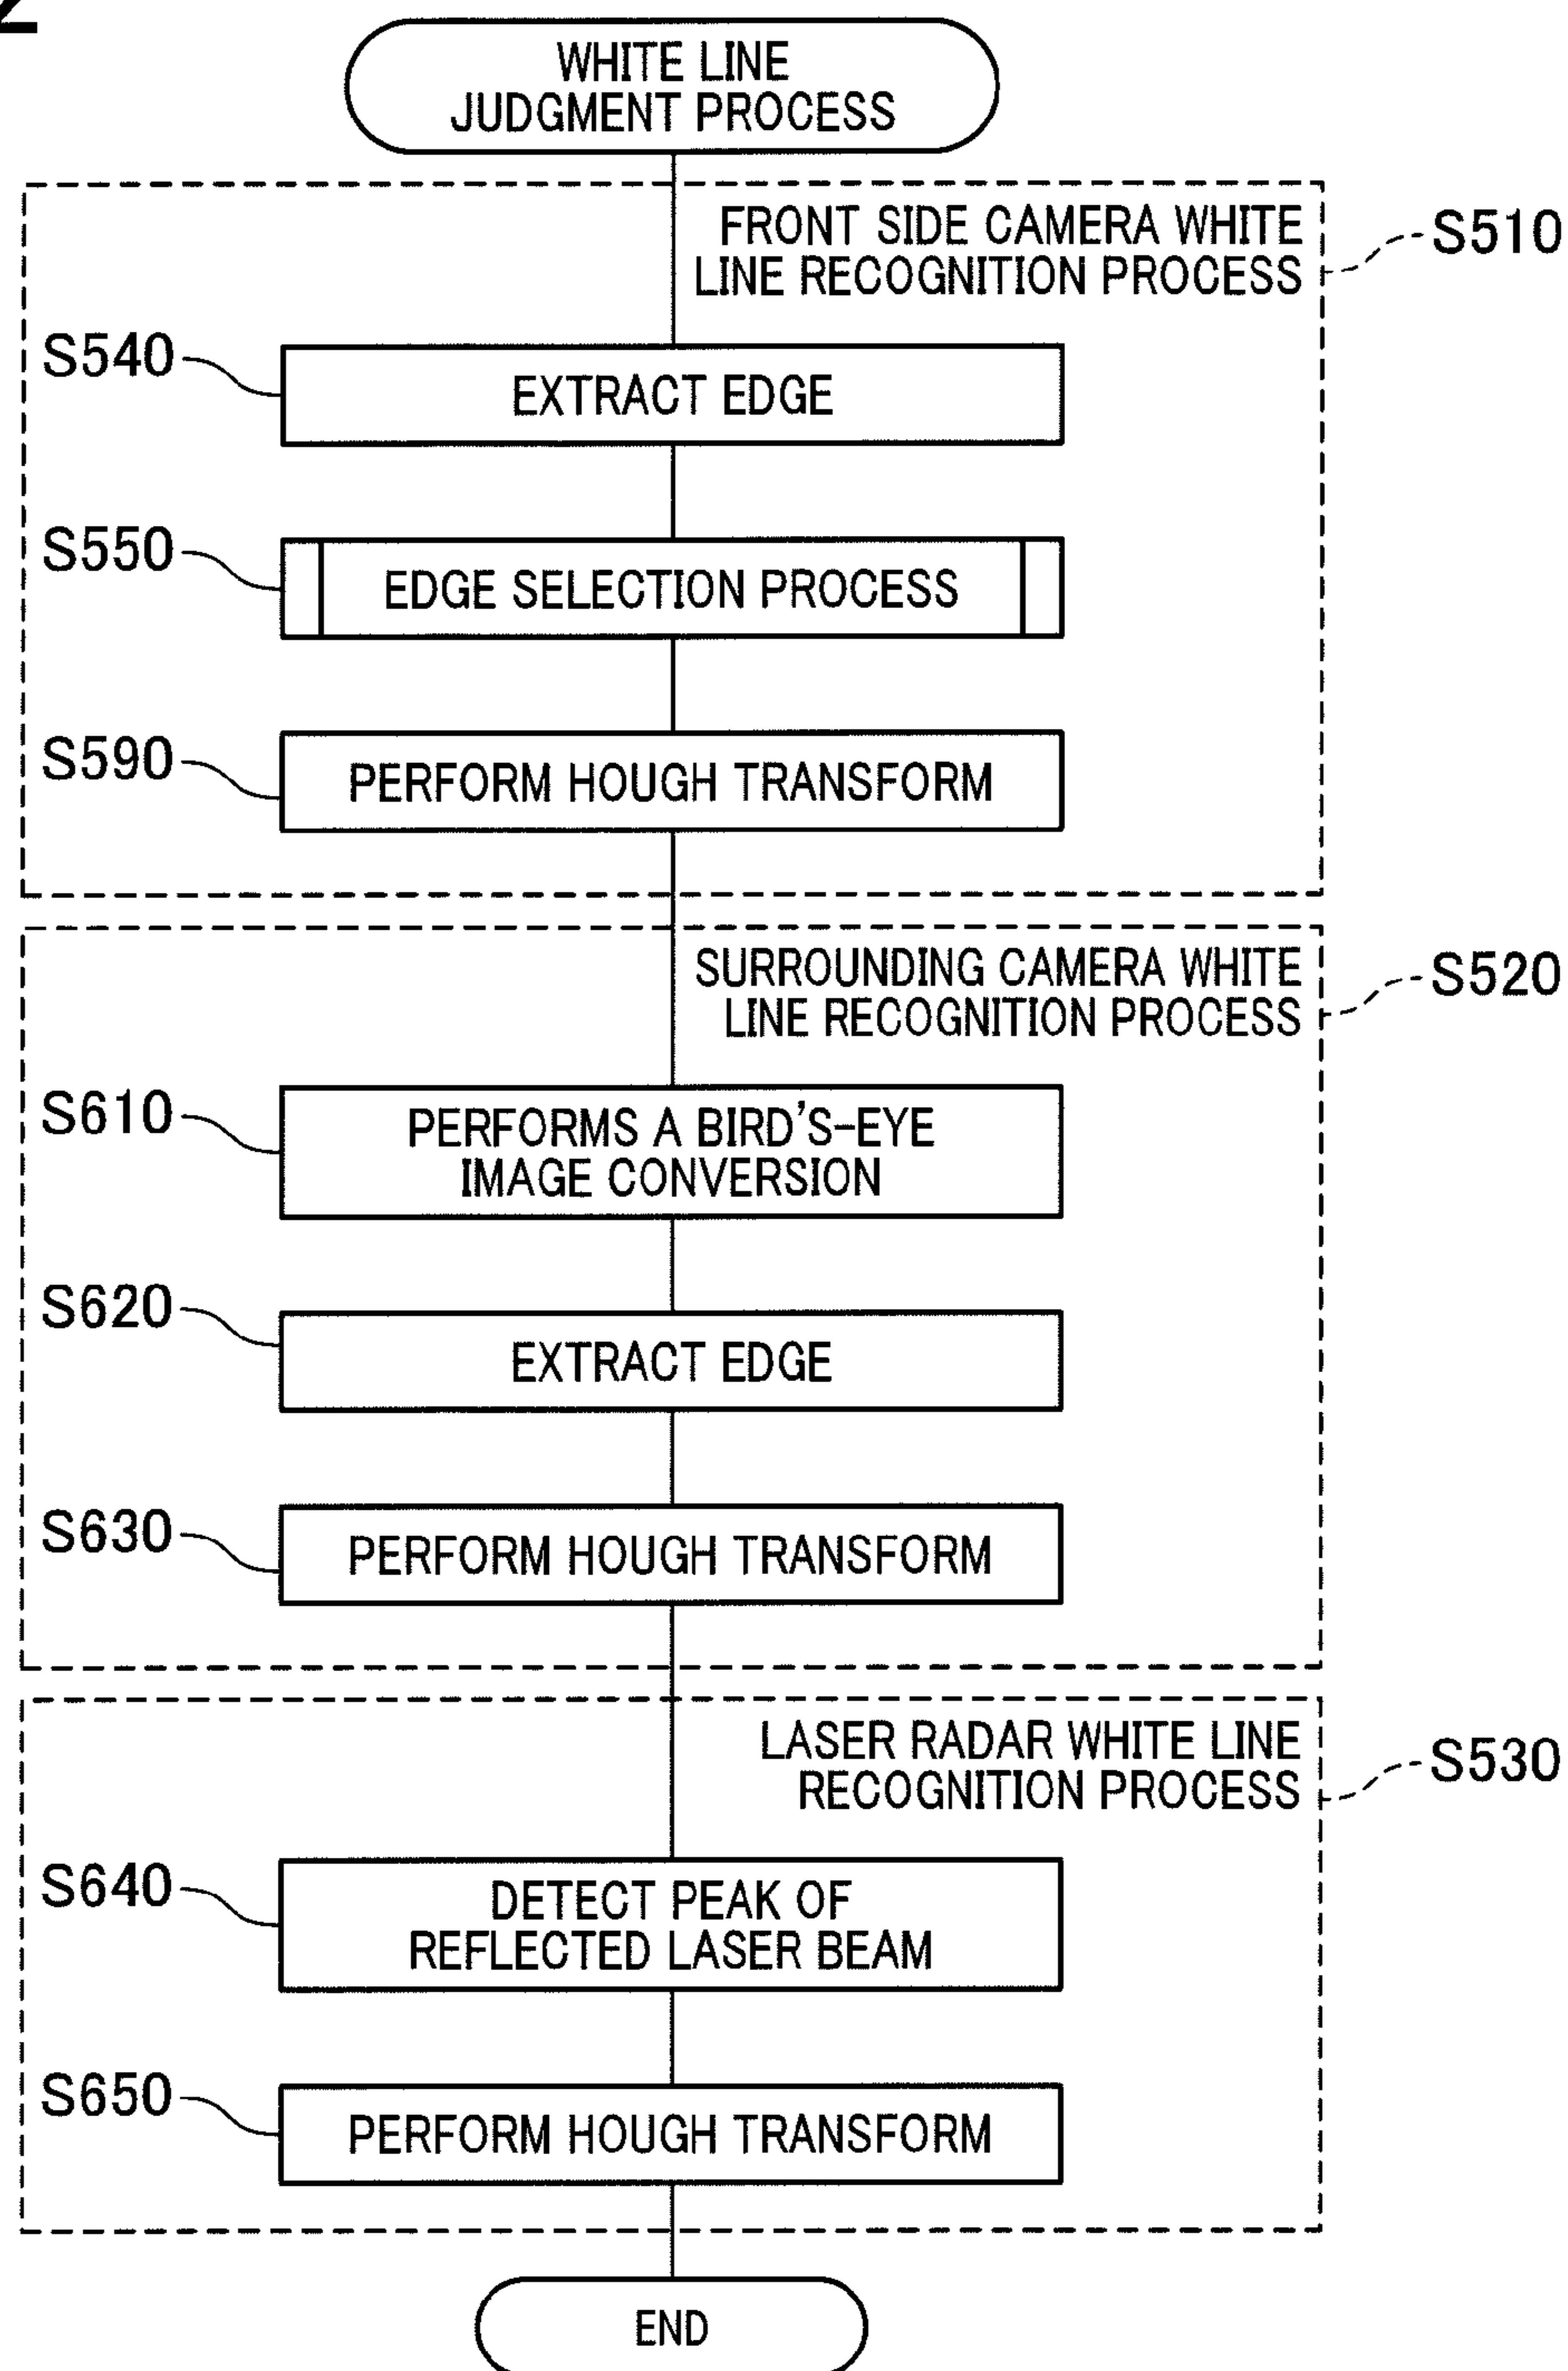 2
WHITE LINE
JUDGMENT PROCESS
FRONT SIDE CAMERA WHITE
LINE RECOGNITION PROCESS
S510
S540
EXTRACT EDGE
S550
EDGE SELECTION PROCESS
S590
PERFORM HOUGH TRANSFORM
SURROUNDING CAMERA WHITE
LINE RECOGNITION PROCESS
S520
S610
PERFORMS A BIRD'S-EYE
IMAGE CONVERSION
S620
EXTRACT EDGE
S630
PERFORM HOUGH TRANSFORM
LASER RADAR WHITE LINE
RECOGNITION PROCESS
S530
S640
DETECT PEAK OF
REFLECTED LASER BEAM
S650
PERFORM HOUGH TRANSFORM
END